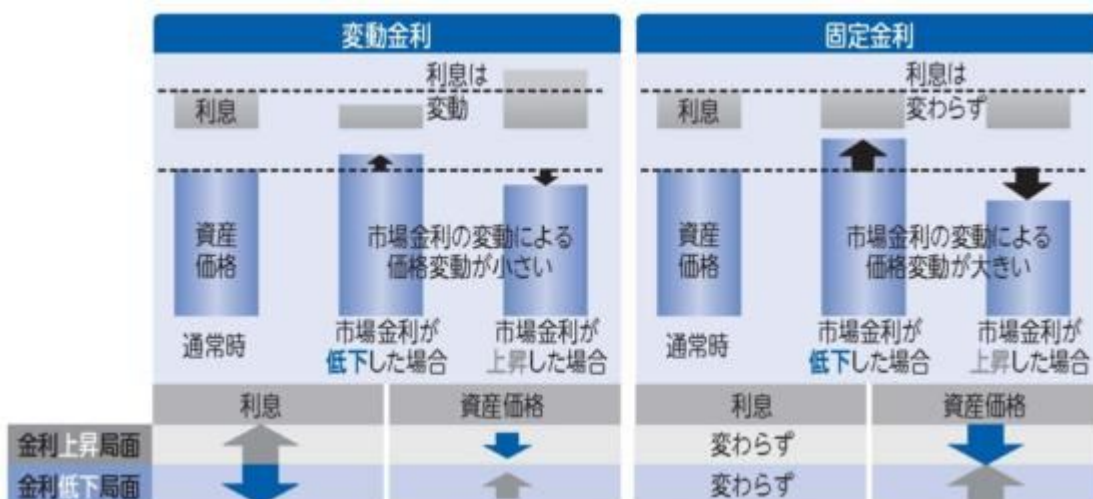 変動金利
利息は
変動
利息
資産
価格
市場金利の変動による
価格変動が小さい
通常時
市場金利が
低下した場合
市場金利が
上昇した場合
固定金利
利息は
変わらず
利息
資産
価格
市場金利の変動による
価格変動が大きい
通常時
市場金利が
低下した場合
市場金利が
上昇した場合
利息 資産価格 利息 資産価格
金利上昇局面 変わらず
金利低下局面 変わらず